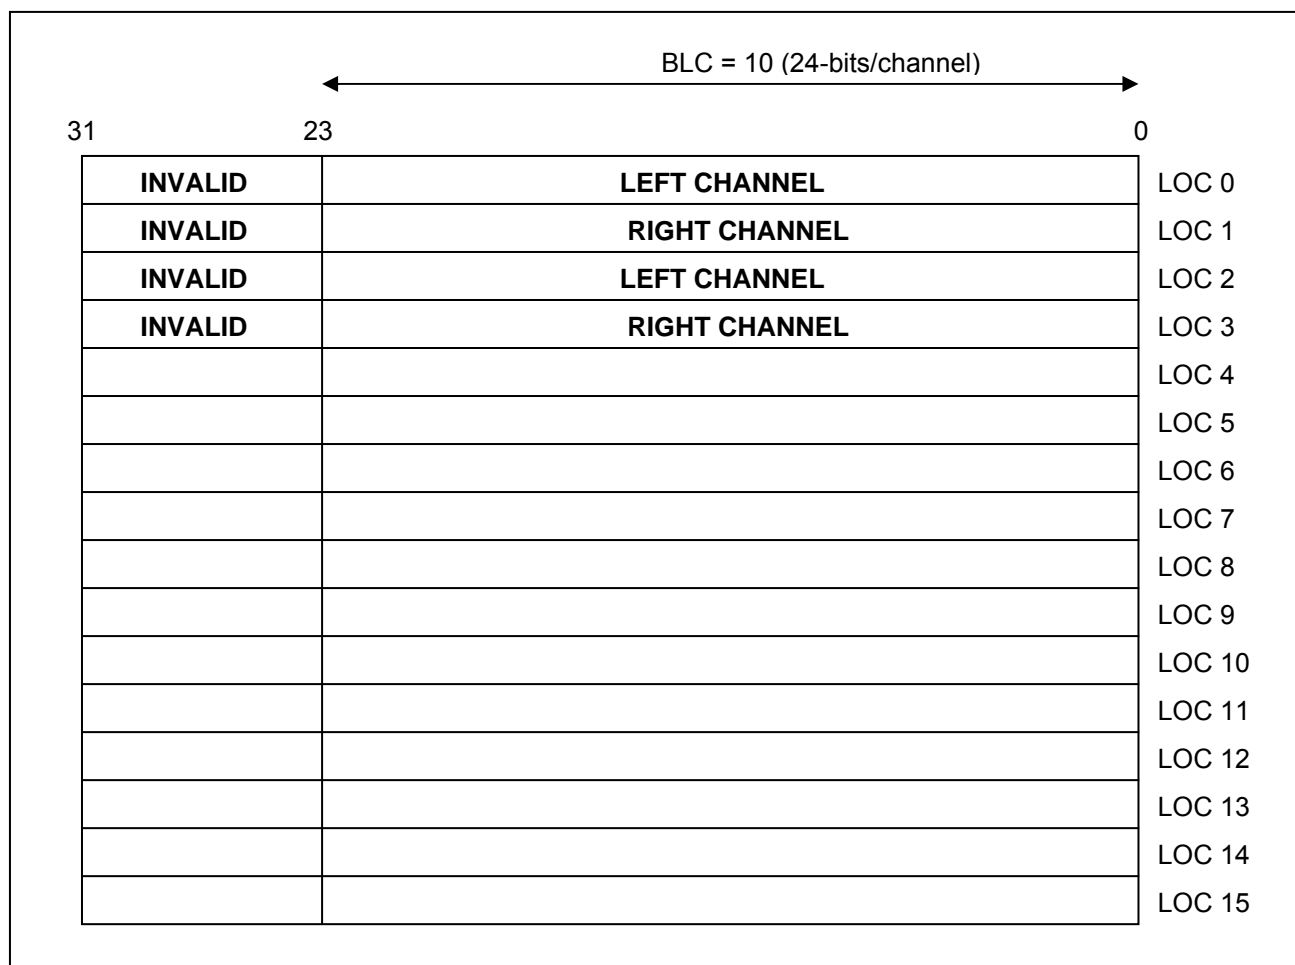 BLC = 10 (24-bits/channel)
31 23 0
INVALID LEFT CHANNEL LOC 0
INVALID RIGHT CHANNEL LOC 1
INVALID LEFT CHANNEL LOC 2
INVALID RIGHT CHANNEL LOC 3
LOC 4
LOC 5
LOC 6
LOC 7
LOC 8
LOC 9
LOC 10
LOC 11
LOC 12
LOC 13
LOC 14
LOC 15